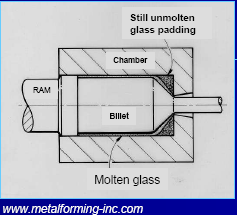 Still unmolten
glass padding
Chamber
RAM
Billet
Molten glass
www.metalforming-inc.com